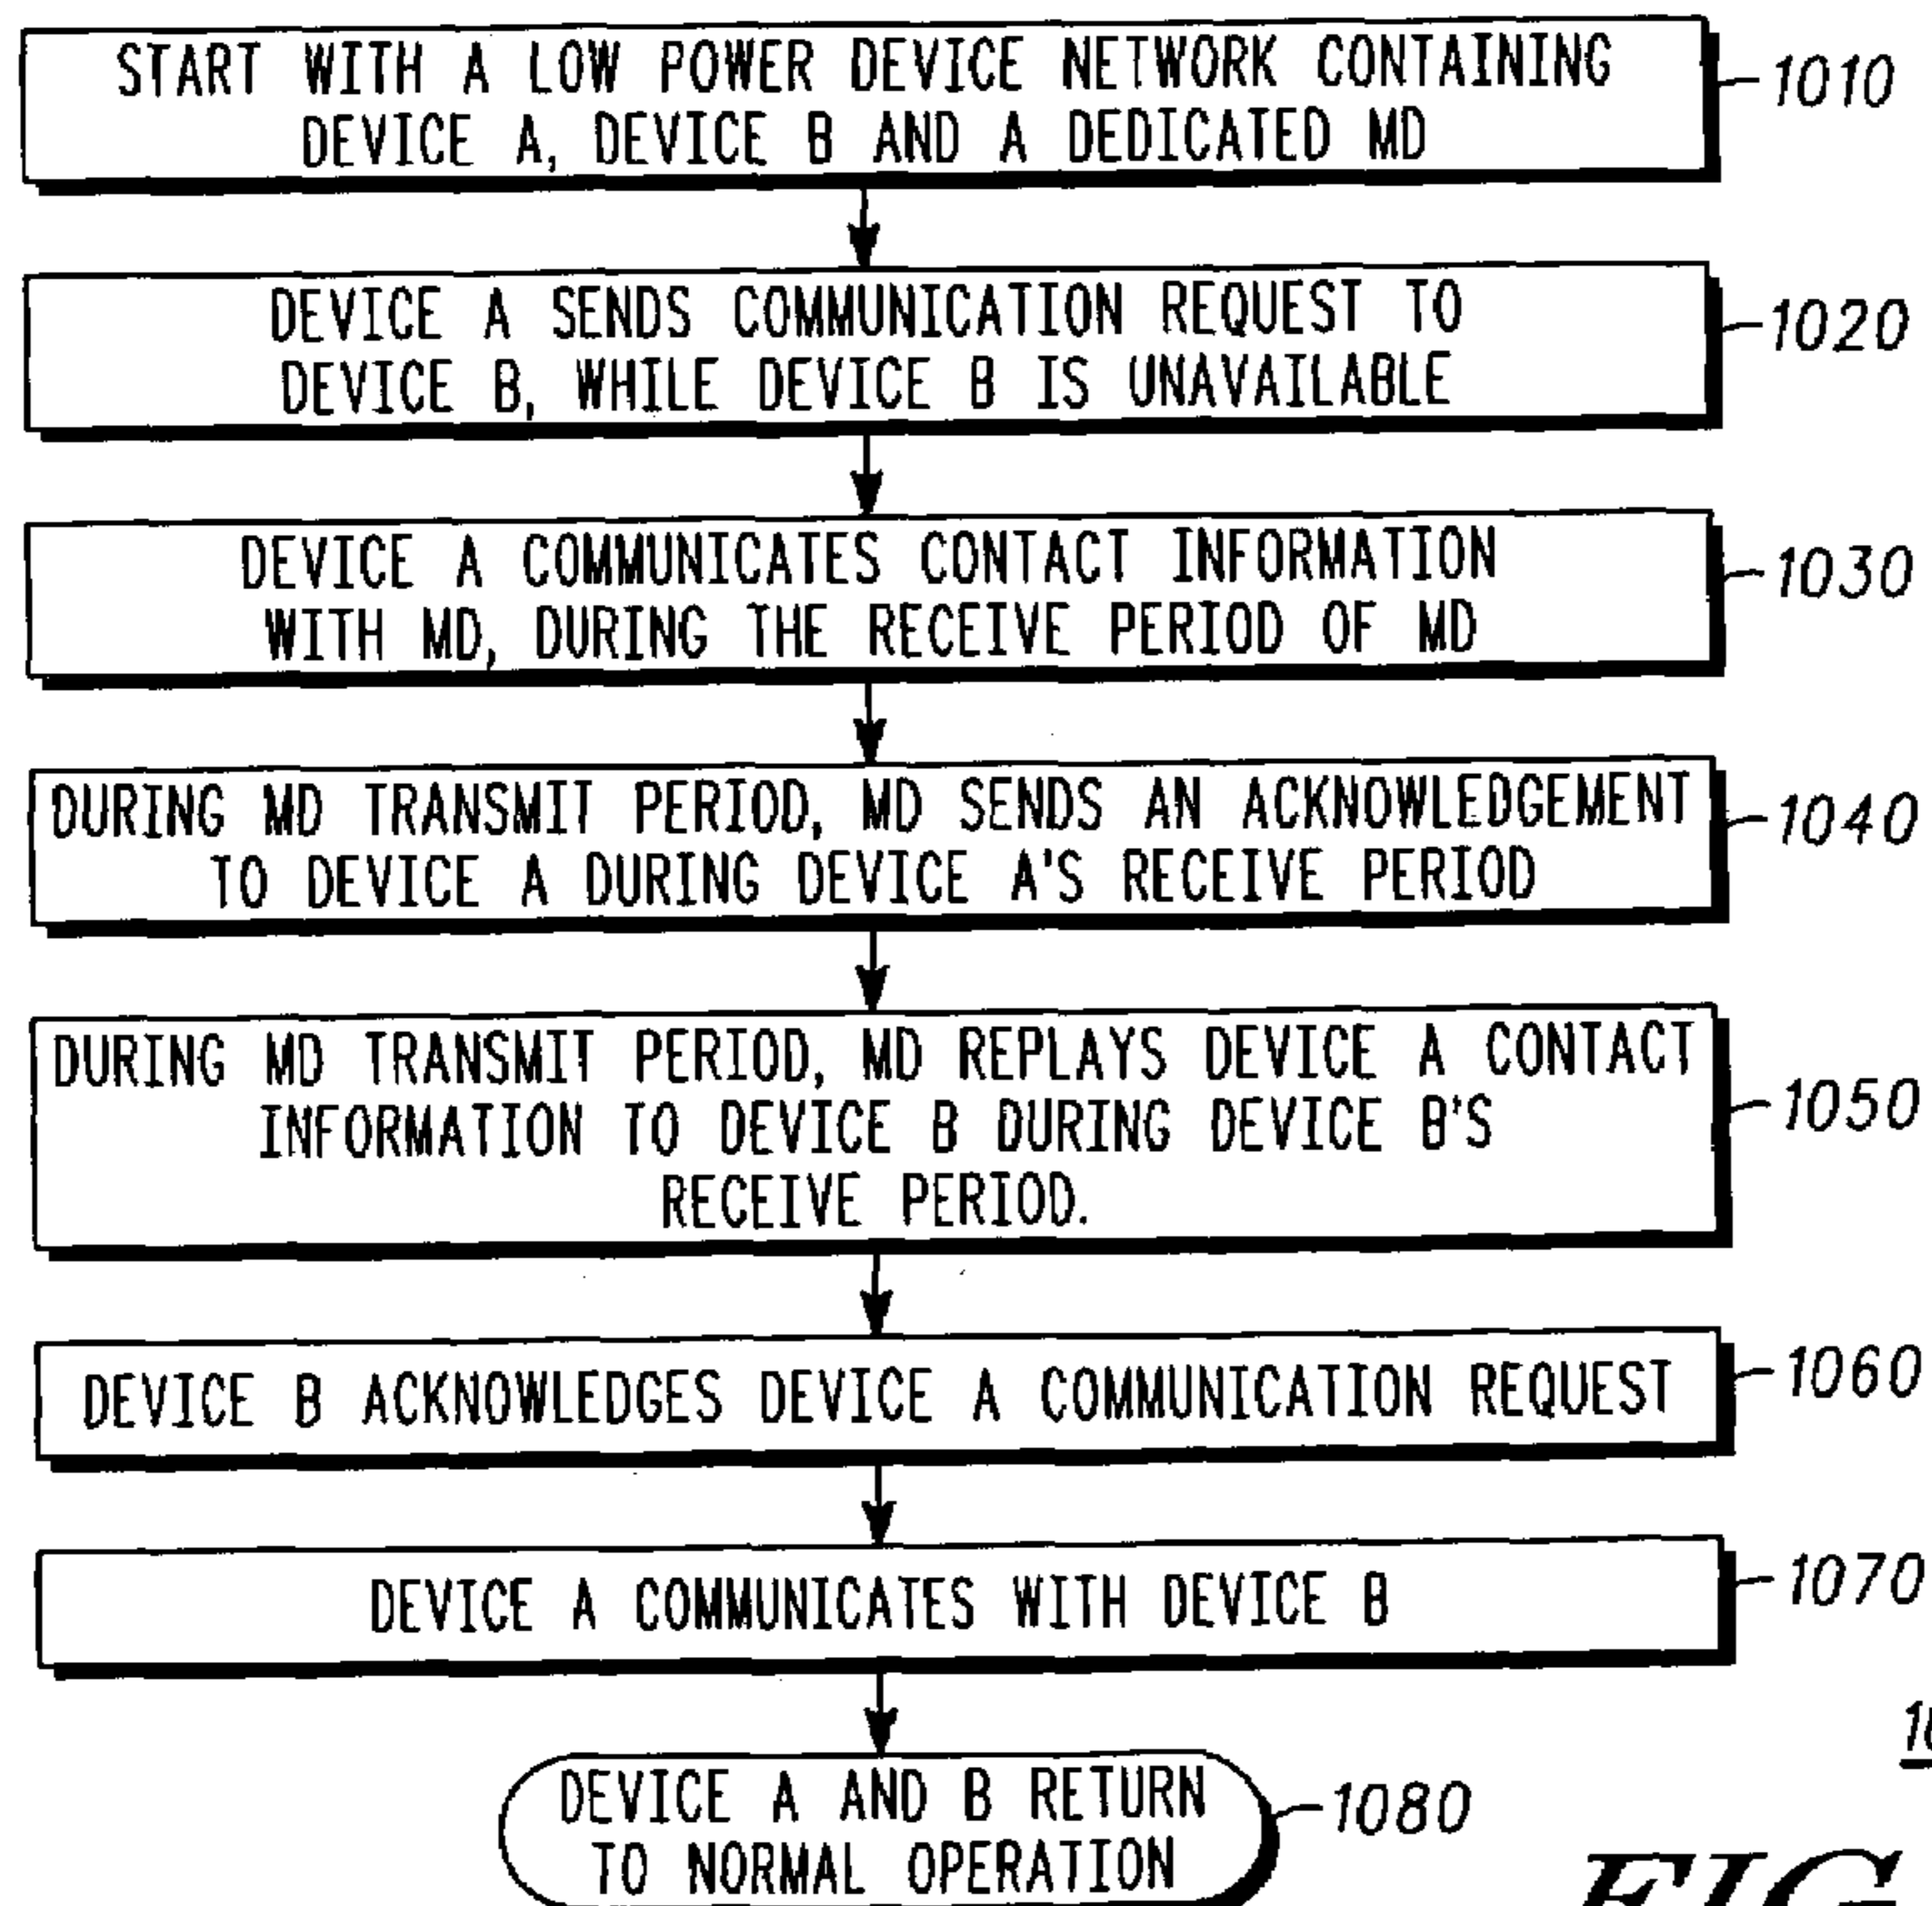 START WITH A LOW POWER DEVICE NETWORK CONTAINING
DEVICE A, DEVICE B AND A DEDICATED MD
1010
DEVICE A SENDS COMMUNICATION REQUEST TO
DEVICE B, WHILE DEVICE B IS UNAVAILABLE
1020
DEVICE A COMMUNICATES CONTACT INFORMATION
WITH MD, DURING THE RECEIVE PERIOD OF MD
1030
DURING MD TRANSMIT PERIOD, MD SENDS AN ACKNOWLEDGEMENT
TO DEVICE A DURING DEVICE A'S RECEIVE PERIOD
1040
DURING MD TRANSMIT PERIOD, MD REPLAYS DEVICE A CONTACT
INFORMATION TO DEVICE B DURING DEVICE B'S
RECEIVE PERIOD.
1050
DEVICE B ACKNOWLEDGES DEVICE A COMMUNICATION REQUEST
1060
DEVICE A COMMUNICATES WITH DEVICE B
1070
DEVICE A AND B RETURN
TO NORMAL OPERATION
1080